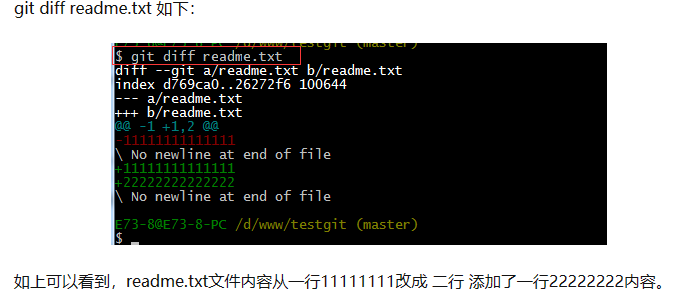 git diff readme.txt 如下：
E73-8@E73-8-PC /d/www/testgit (master)
$ git diff readme.txt
diff --git a/readme.txt b/readme.txt
index d769ca0..26272f6 100644
--- a/readme.txt
+++ b/readme.txt
@@ -1 +1,2 @@
-11111111111111
\ No newline at end of file
+11111111111111
+22222222222222
\ No newline at end of file
E73-8@E73-8-PC /d/www/testgit (master)
$
如上可以看到，readme.txt文件内容从一行11111111改成 二行 添加了一行22222222内容。